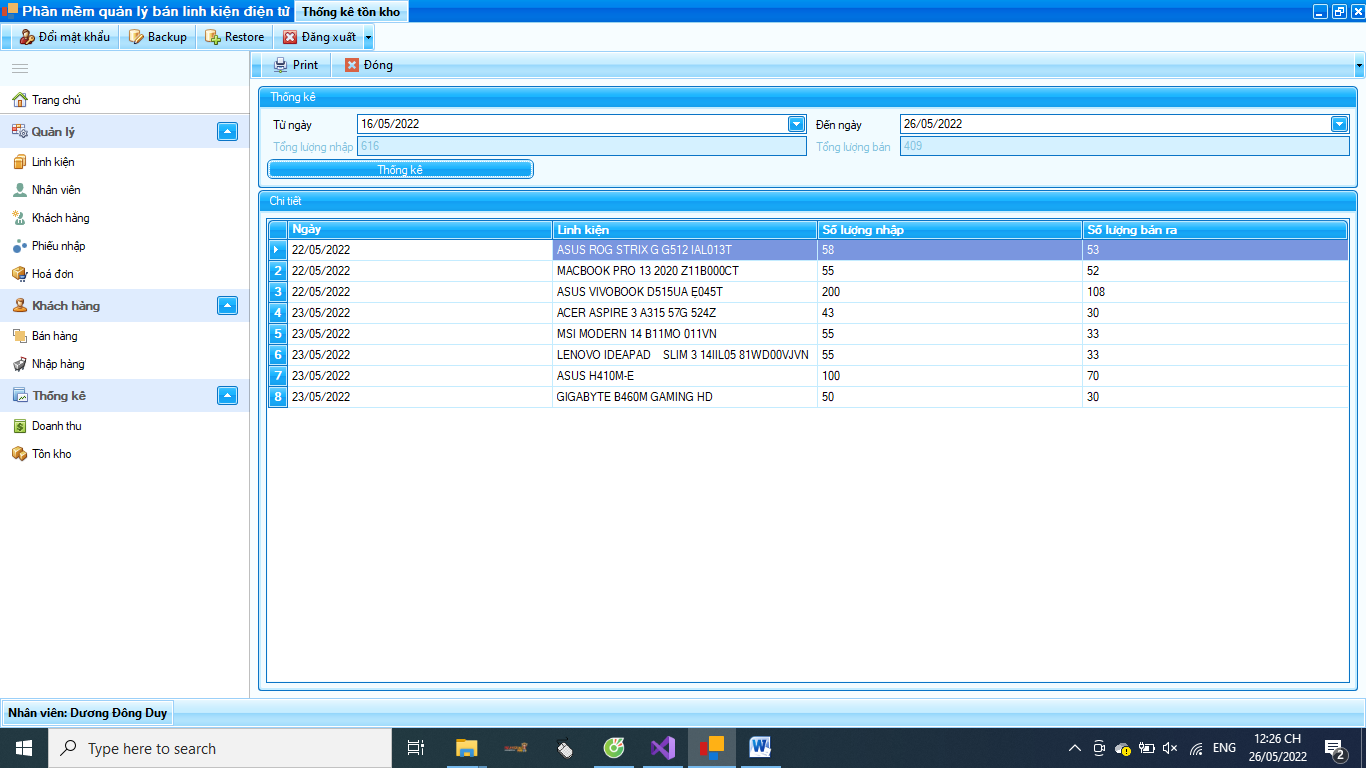 Phần mềm quản lý bán linh kiện điện tử Thống kê tồn kho
Đổi mật khẩu Backup Restore Đăng xuất
Print Đóng
Trang chủ
Quản lý
Linh kiện
Nhân viên
Khách hàng
Phiếu nhập
Hoá đơn
Khách hàng
Bán hàng
Nhập hàng
Thống kê
Doanh thu
Tồn kho
Thống kê
Từ ngày 16/05/2022 Đến ngày 26/05/2022
Tổng lượng nhập 616 Tổng lượng bán 409
Thống kê
Chi tiết
Ngày Linh kiện Số lượng nhập Số lượng bán ra
22/05/2022 ASUS ROG STRIX G G512 IAL013T 58 53
2 22/05/2022 MACBOOK PRO 13 2020 Z11B000CT 55 52
3 22/05/2022 ASUS VIVOBOOK D515UA EJ045T 200 108
4 23/05/2022 ACER ASPIRE 3 A315 57G 524Z 43 30
5 23/05/2022 MSI MODERN 14 B11MO 011VN 55 33
6 23/05/2022 LENOVO IDEAPAD SLIM 3 14IIL05 81WD00VJVN 55 33
7 23/05/2022 ASUS H410M-E 100 70
8 23/05/2022 GIGABYTE B460M GAMING HD 50 30
Nhân viên: Dương Đông Duy
Type here to search
ENG
12:26 CH
26/05/2022
2